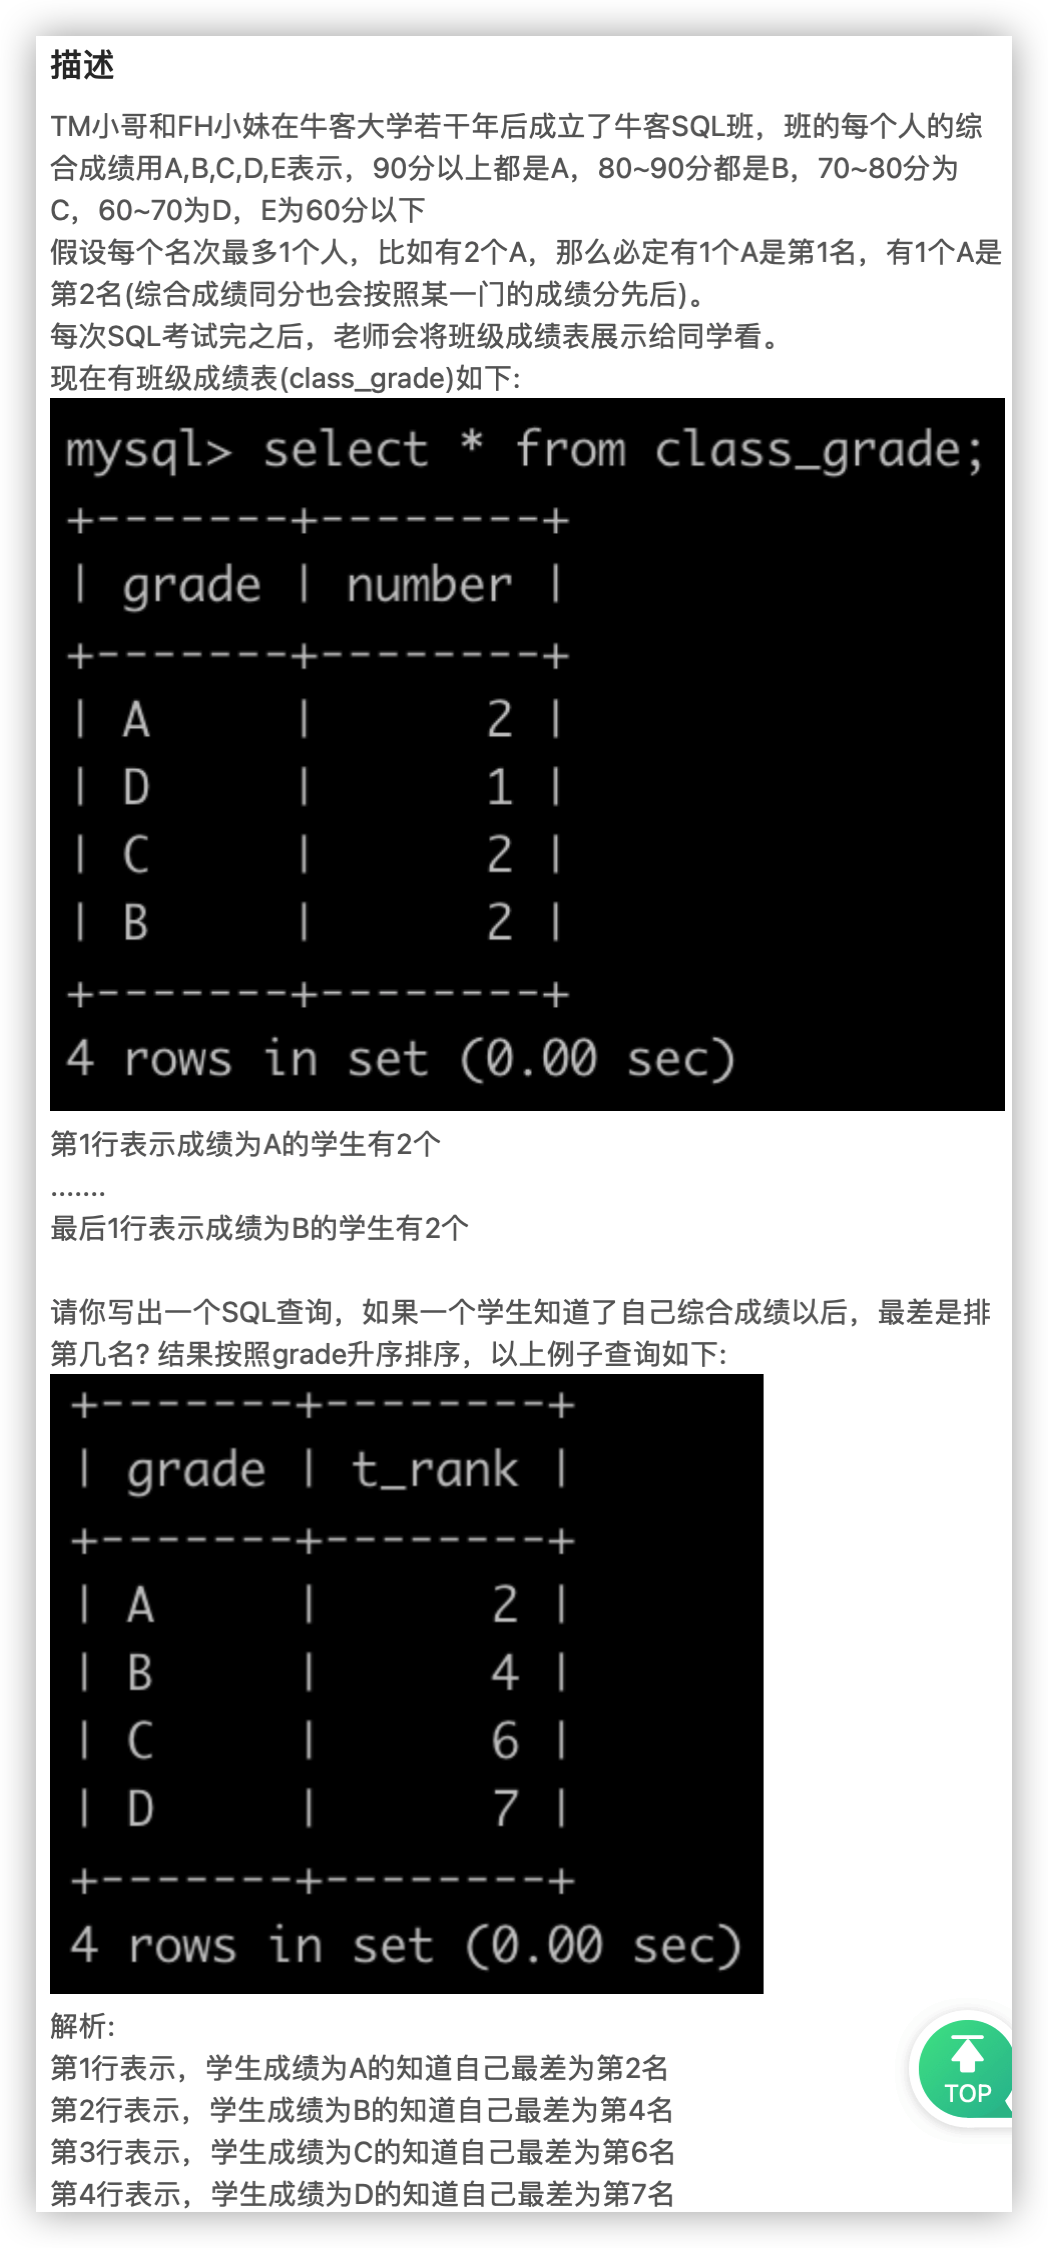 描述
TM小哥和FH小妹在牛客大学若干年后成立了牛客SQL班，班的每个人的综
合成绩用A,B,C,D,E表示，90分以上都是A，80~90分都是B，70~80分为
C，60~70为D，E为60分以下
假设每个名次最多1个人，比如有2个A，那么必定有1个A是第1名，有1个A是
第2名(综合成绩同分也会按照某一门的成绩分先后)。
每次SQL考试完之后，老师会将班级成绩表展示给同学看。
现在有班级成绩表(class_grade)如下:
mysql> select * from class_grade;
+-------+--------+
| grade | number |
+-------+--------+
| A     |      2 |
| D     |      1 |
| C     |      2 |
| B     |      2 |
+-------+--------+
4 rows in set (0.00 sec)
第1行表示成绩为A的学生有2个
.......
最后1行表示成绩为B的学生有2个
请你写出一个SQL查询，如果一个学生知道了自己综合成绩以后，最差是排
第几名? 结果按照grade升序排序，以上例子查询如下:
+-------+--------+
| grade | t_rank |
+-------+--------+
| A     |      2 |
| B     |      4 |
| C     |      6 |
| D     |      7 |
+-------+--------+
4 rows in set (0.00 sec)
解析:
第1行表示，学生成绩为A的知道自己最差为第2名
第2行表示，学生成绩为B的知道自己最差为第4名
TOP
第3行表示，学生成绩为C的知道自己最差为第6名
第4行表示，学生成绩为D的知道自己最差为第7名